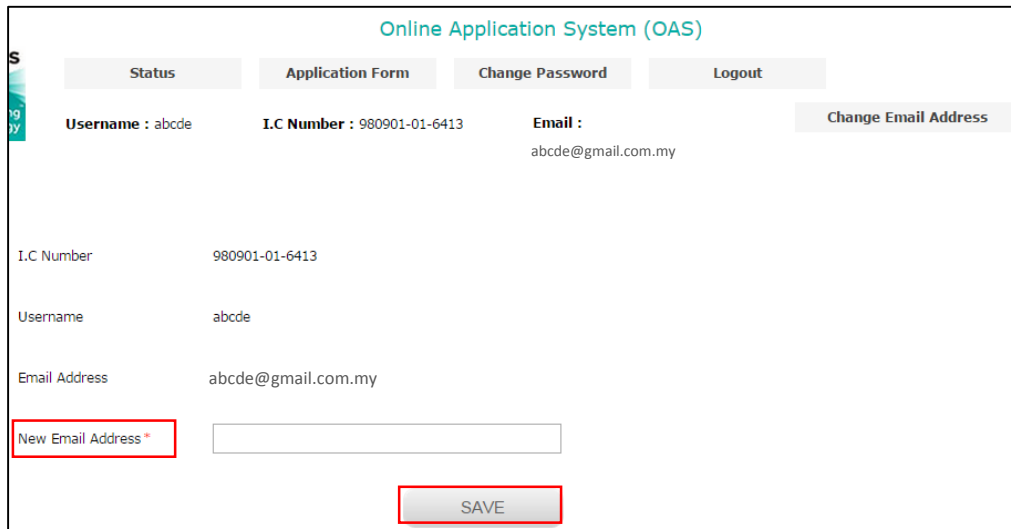 Online Application System (OAS)
S
Status Application Form Change Password Logout
ng
gy
Username : abcde I.C Number : 980901-01-6413 Email : Change Email Address
abcde@gmail.com.my
I.C Number 980901-01-6413
Username abcde
Email Address abcde@gmail.com.my
New Email Address*
SAVE